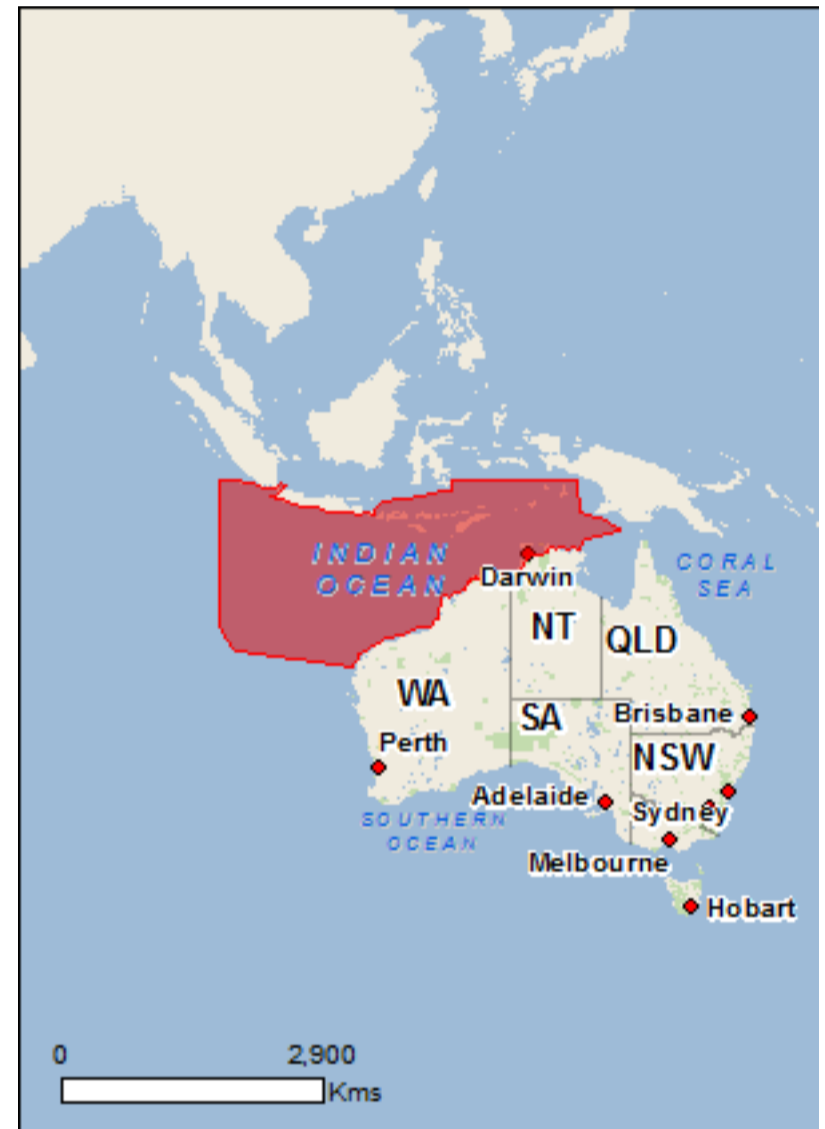 INDIAN
OCEAN
CORAL
SEA
Darwin
NT
QLD
WA
SA
Brisbane
Perth
NSW
Adelaide
Sydney
SOUTHERN
OCEAN
Melbourne
Hobart
0 2,900
Kms